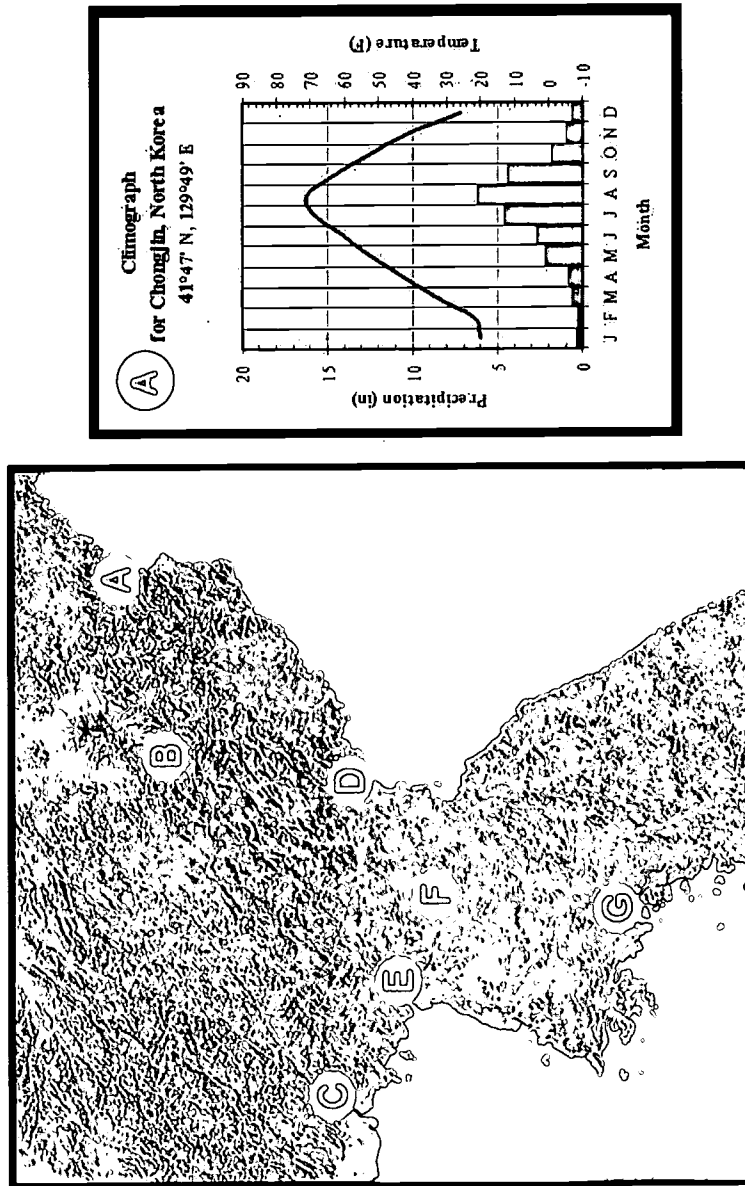 A
Climograph
for Chongjin, North Korea
41°47' N, 129°49' E
Precipitation (in)
Temperature (F)
20
15
10
5
0
90
80
70
60
50
40
30
20
10
0
-10
J F M A M J J A S O N D
Month
A
B
C
D
E
F
G